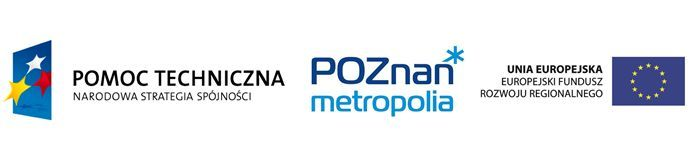 POMOC TECHNICZNA
NARODOWA STRATEGIA SPÓJNOŚCI
POZnan*
metropolia
UNIA EUROPEJSKA
EUROPEJSKI FUNDUSZ
ROZWOJU REGIONALNEGO